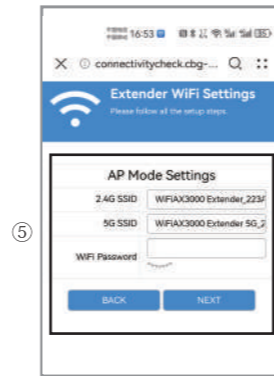 16:53
connectivitycheck.cbg-...
Extender WiFi Settings
Please follow all the setup steps.
AP Mode Settings
2.4G SSID WiFiAX3000 Extender_223A
5G SSID WiFiAX3000 Extender 5G_2
WiFi Password
⑤
BACK NEXT